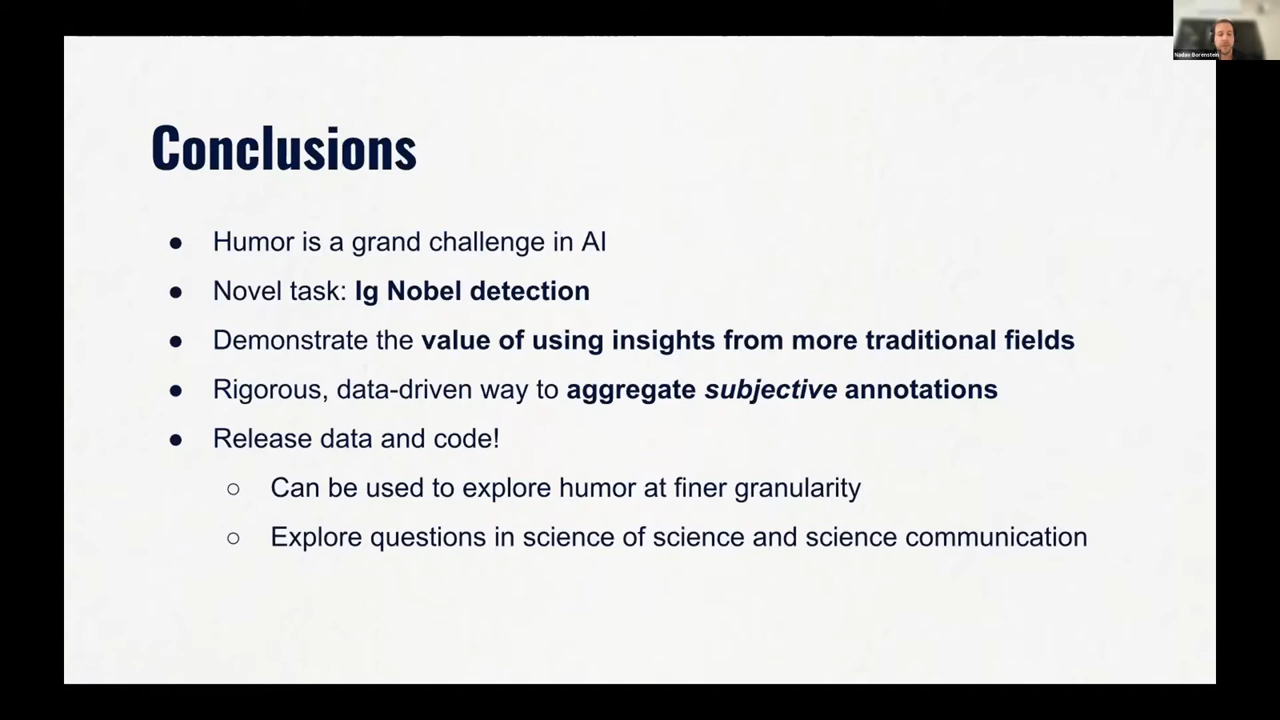 Nadav Borenstein
Conclusions
● Humor is a grand challenge in AI
● Novel task: Ig Nobel detection
● Demonstrate the value of using insights from more traditional fields
● Rigorous, data-driven way to aggregate subjective annotations
● Release data and code!
○ Can be used to explore humor at finer granularity
○ Explore questions in science of science and science communication